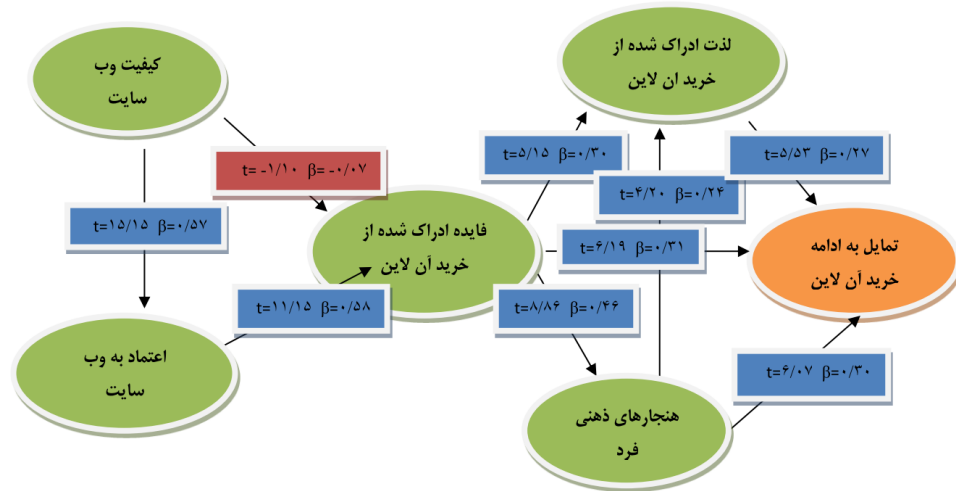 کیفیت وب
سایت
لذت ادراک شده از
خرید ان لاین
t= -۱/۱۰ β= -۰/۰۷
t=۵/۱۵ β=۰/۳۰
t=۵/۵۳ β=۰/۲۷
t=۴/۲۰ β=۰/۲۴
t=۱۵/۱۵ β=۰/۵۷
فایده ادراک شده از
خرید آن لاین
t=۶/۱۹ β=۰/۳۱
تمایل به ادامه
خرید آن لاین
t=۱۱/۱۵ β=۰/۵۸
t=۸/۸۶ β=۰/۴۶
اعتماد به وب
سایت
t=۶/۰۷ β=۰/۳۰
هنجارهای ذهنی
فرد